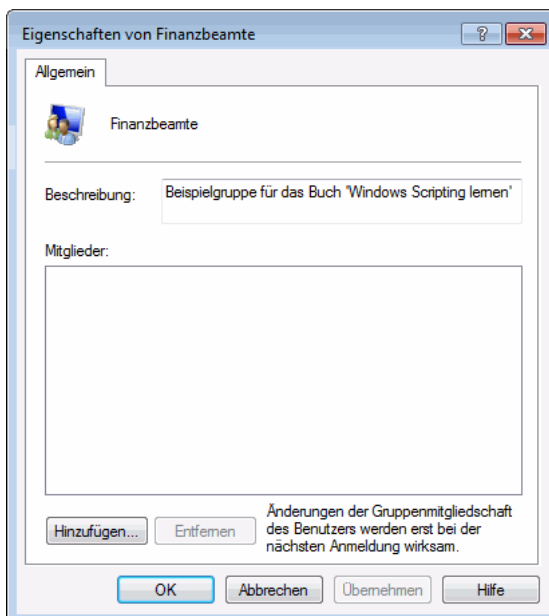 Eigenschaften von Finanzbeamte
Allgemein
Finanzbeamte
Beschreibung:
Beispielgruppe für das Buch 'Windows Scripting lernen'
Mitglieder:
Hinzufügen...
Entfernen
Änderungen der Gruppenmitgliedschaft
des Benutzers werden erst bei der
nächsten Anmeldung wirksam.
OK
Abbrechen
Übernehmen
Hilfe